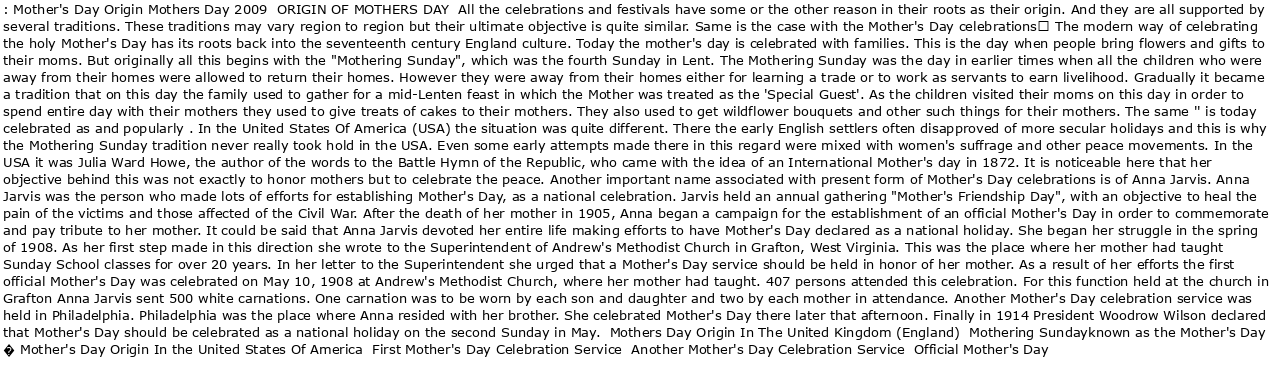 : Mother's Day Origin Mothers Day 2009  ORIGIN OF MOTHERS DAY  All the celebrations and festivals have some or the other reason in their roots as their origin. And they are all supported by
several traditions. These traditions may vary region to region but their ultimate objective is quite similar. Same is the case with the Mother's Day celebrations The modern way of celebrating
the holy Mother's Day has its roots back into the seventeenth century England culture. Today the mother's day is celebrated with families. This is the day when people bring flowers and gifts to
their moms. But originally all this begins with the "Mothering Sunday", which was the fourth Sunday in Lent. The Mothering Sunday was the day in earlier times when all the children who were
away from their homes were allowed to return their homes. However they were away from their homes either for learning a trade or to work as servants to earn livelihood. Gradually it became
a tradition that on this day the family used to gather for a mid-Lenten feast in which the Mother was treated as the 'Special Guest'. As the children visited their moms on this day in order to
spend entire day with their mothers they used to give treats of cakes to their mothers. They also used to get wildflower bouquets and other such things for their mothers. The same " is today
celebrated as and popularly . In the United States Of America (USA) the situation was quite different. There the early English settlers often disapproved of more secular holidays and this is why
the Mothering Sunday tradition never really took hold in the USA. Even some early attempts made there in this regard were mixed with women's suffrage and other peace movements. In the
USA it was Julia Ward Howe, the author of the words to the Battle Hymn of the Republic, who came with the idea of an International Mother's day in 1872. It is noticeable here that her
objective behind this was not exactly to honor mothers but to celebrate the peace. Another important name associated with present form of Mother's Day celebrations is of Anna Jarvis. Anna
Jarvis was the person who made lots of efforts for establishing Mother's Day, as a national celebration. Jarvis held an annual gathering "Mother's Friendship Day", with an objective to heal the
pain of the victims and those affected of the Civil War. After the death of her mother in 1905, Anna began a campaign for the establishment of an official Mother's Day in order to commemorate
and pay tribute to her mother. It could be said that Anna Jarvis devoted her entire life making efforts to have Mother's Day declared as a national holiday. She began her struggle in the spring
of 1908. As her first step made in this direction she wrote to the Superintendent of Andrew's Methodist Church in Grafton, West Virginia. This was the place where her mother had taught
Sunday School classes for over 20 years. In her letter to the Superintendent she urged that a Mother's Day service should be held in honor of her mother. As a result of her efforts the first
official Mother's Day was celebrated on May 10, 1908 at Andrew's Methodist Church, where her mother had taught. 407 persons attended this celebration. For this function held at the church in
Grafton Anna Jarvis sent 500 white carnations. One carnation was to be worn by each son and daughter and two by each mother in attendance. Another Mother's Day celebration service was
held in Philadelphia. Philadelphia was the place where Anna resided with her brother. She celebrated Mother's Day there later that afternoon. Finally in 1914 President Woodrow Wilson declared
that Mother's Day should be celebrated as a national holiday on the second Sunday in May.  Mothers Day Origin In The United Kingdom (England)  Mothering Sundayknown as the Mother's Day
� Mother's Day Origin In the United States Of America  First Mother's Day Celebration Service  Another Mother's Day Celebration Service  Official Mother's Day